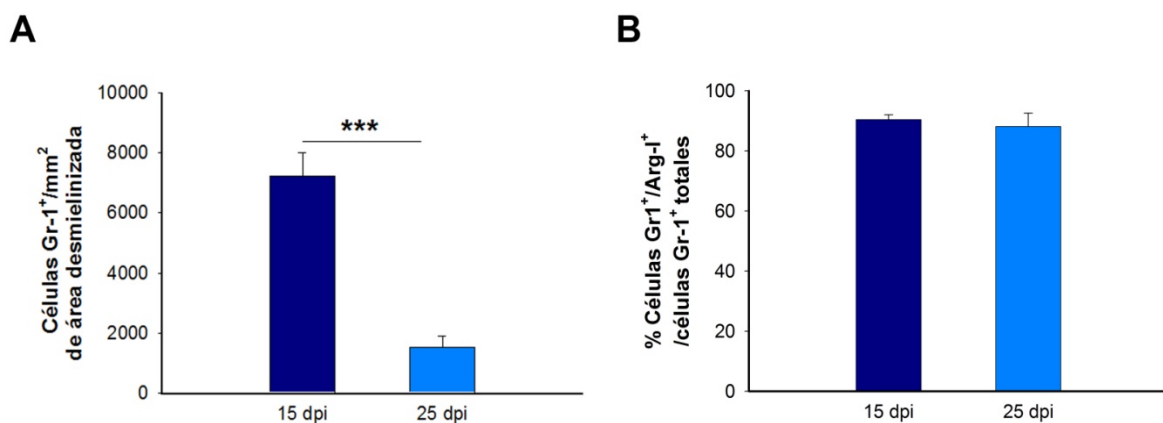 A
Células Gr-1⁺/mm²
de área desmielinizada
10000
8000
6000
4000
2000
0
***
15 dpi
25 dpi
B
% Células Gr1⁺/Arg-I⁺
/células Gr-1⁺ totales
100
80
60
40
20
0
15 dpi
25 dpi